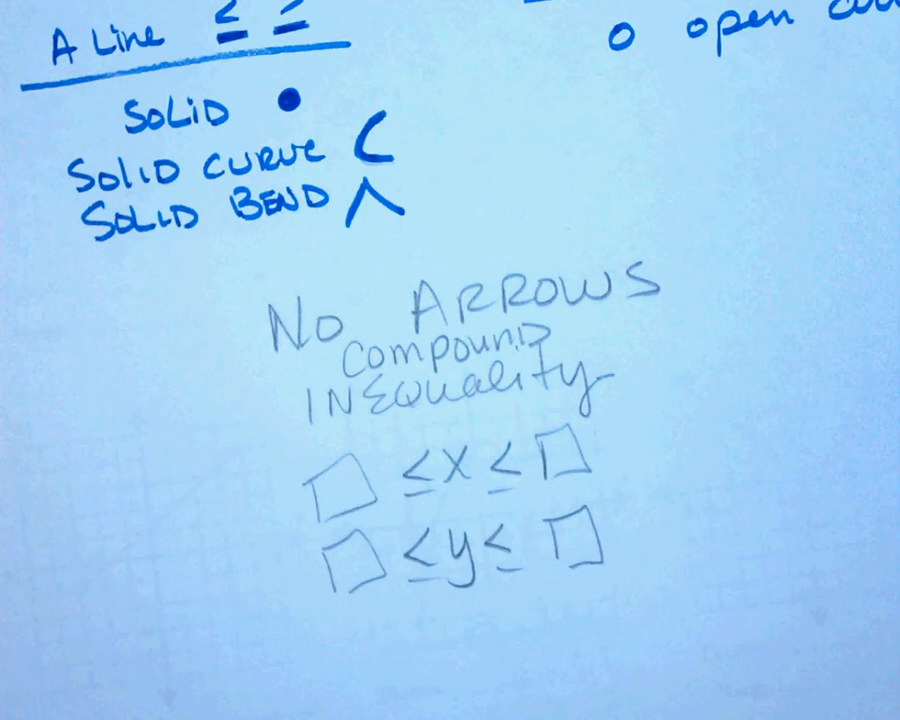 A Line ≤ ≥
o open
SOLiD •
SOLID CURVE
SOLID BEND
No ARROWS
COMPOUND
INEQuality
□ ≤ x ≤ □
□ ≤ y ≤ □